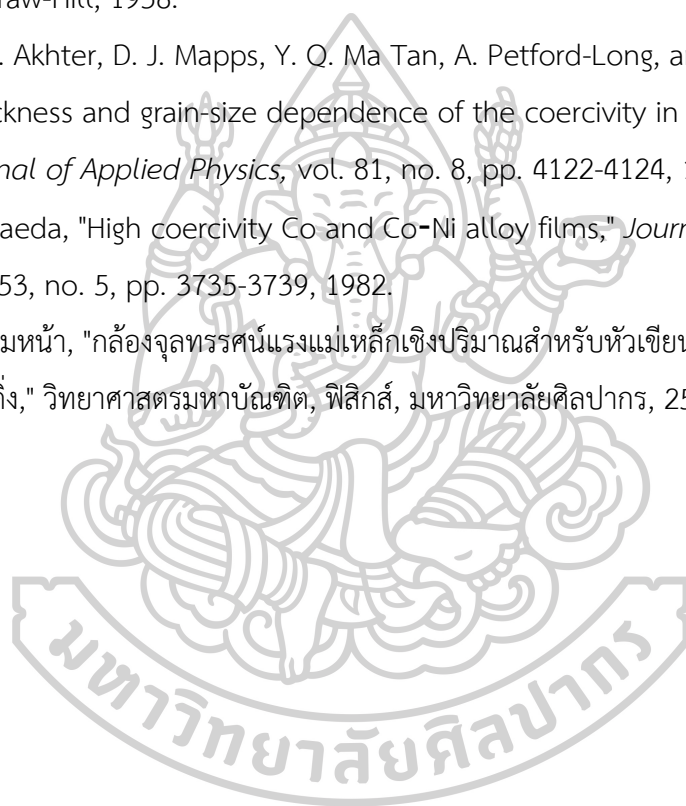 raw-Hill, 1958.
. Akhter, D. J. Mapps, Y. Q. Ma Tan, A. Petford-Long, a
ckness and grain-size dependence of the coercivity in
nal of Applied Physics, vol. 81, no. 8, pp. 4122-4124,
aeda, "High coercivity Co and Co-Ni alloy films," Journ
53, no. 5, pp. 3735-3739, 1982.
มหน้า, "กล้องจุลทรรศน์แรงแม่เหล็กเชิงปริมาณสำหรับหัวเขียน
ิ่ง," วิทยาศาสตรมหาบัณฑิต, ฟิสิกส์, มหาวิทยาลัยศิลปากร, 25
มหาวิทยาลัยศิลปากร